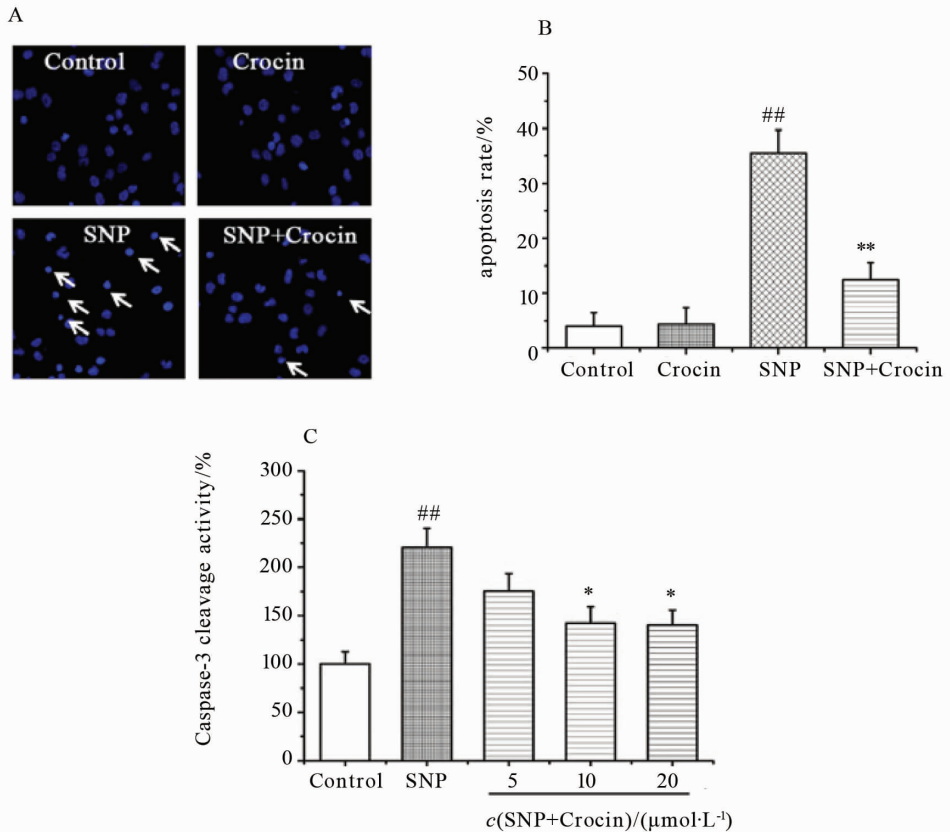 A
Control
Crocin
SNP
SNP+Crocin
B
apoptosis rate/%
50
40
30
20
10
0
##
**
Control Crocin SNP SNP+Crocin
C
Caspase-3 cleavage activity/%
300
250
200
150
100
50
0
##
*
*
Control SNP 5 10 20
c(SNP+Crocin)/(μmol·L⁻¹)